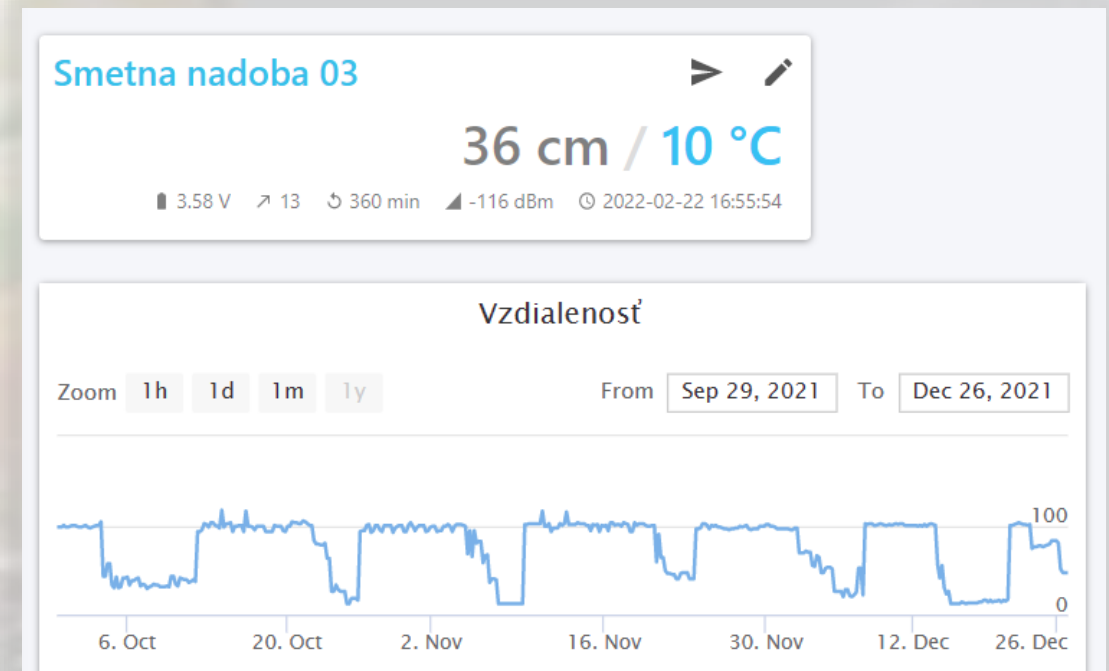 Smetna nadoba 03
36 cm / 10 °C
3.58 V 13 360 min -116 dBm 2022-02-22 16:55:54
Vzdialenosť
Zoom 1h 1d 1m 1y From Sep 29, 2021 To Dec 26, 2021
100
0
6. Oct 20. Oct 2. Nov 16. Nov 30. Nov 12. Dec 26. Dec